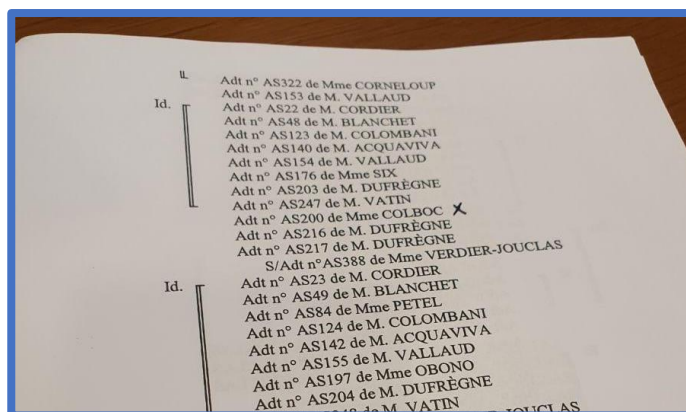 Adt n° AS322 de Mme CORNELOUP
Adt n° AS153 de M. VALLAUD
Id. Adt n° AS22 de M. CORDIER
Adt n° AS48 de M. BLANCHET
Adt n° AS123 de M. COLOMBANI
Adt n° AS140 de M. ACQUAVIVA
Adt n° AS154 de M. VALLAUD
Adt n° AS176 de Mme SIX
Adt n° AS203 de M. DUFRÈGNE
Adt n° AS247 de M. VATIN
Adt n° AS200 de Mme COLBOC X
Adt n° AS216 de M. DUFRÈGNE
Adt n° AS217 de M. DUFRÈGNE
S/Adt n°AS388 de Mme VERDIER-JOUCLAS
Id. Adt n° AS23 de M. CORDIER
Adt n° AS49 de M. BLANCHET
Adt n° AS84 de Mme PETEL
Adt n° AS124 de M. COLOMBANI
Adt n° AS142 de M. ACQUAVIVA
Adt n° AS155 de M. VALLAUD
Adt n° AS197 de Mme OBONO
Adt n° AS204 de M. DUFRÈGNE
de M. VATIN
JOUCLAS